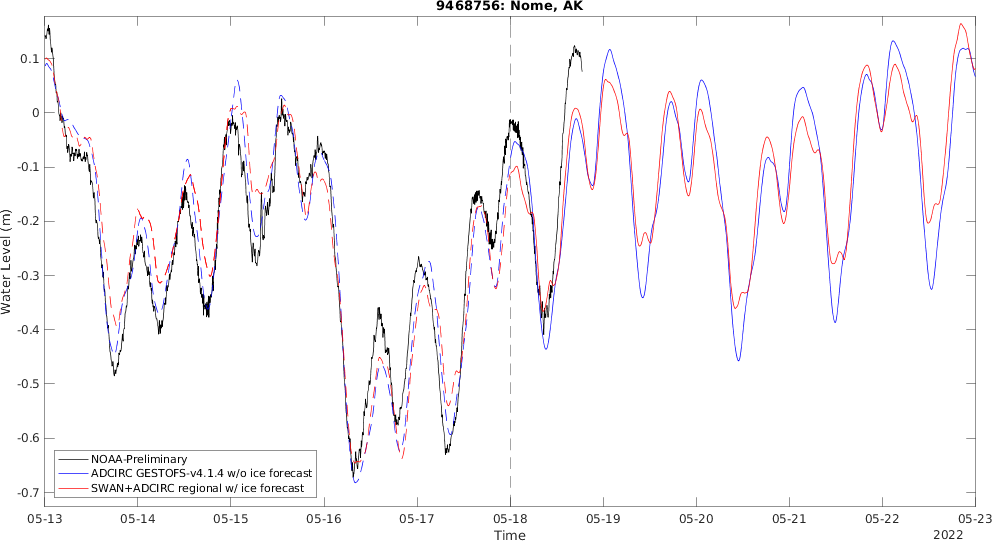 9468756: Nome, AK
Water Level (m)
0.1
0
-0.1
-0.2
-0.3
-0.4
-0.5
-0.6
-0.7
NOAA-Preliminary
ADCIRC GESTOFS-v4.1.4 w/o ice forecast
SWAN+ADCIRC regional w/ ice forecast
05-13 05-14 05-15 05-16 05-17 05-18 05-19 05-20 05-21 05-22 05-23
Time
2022